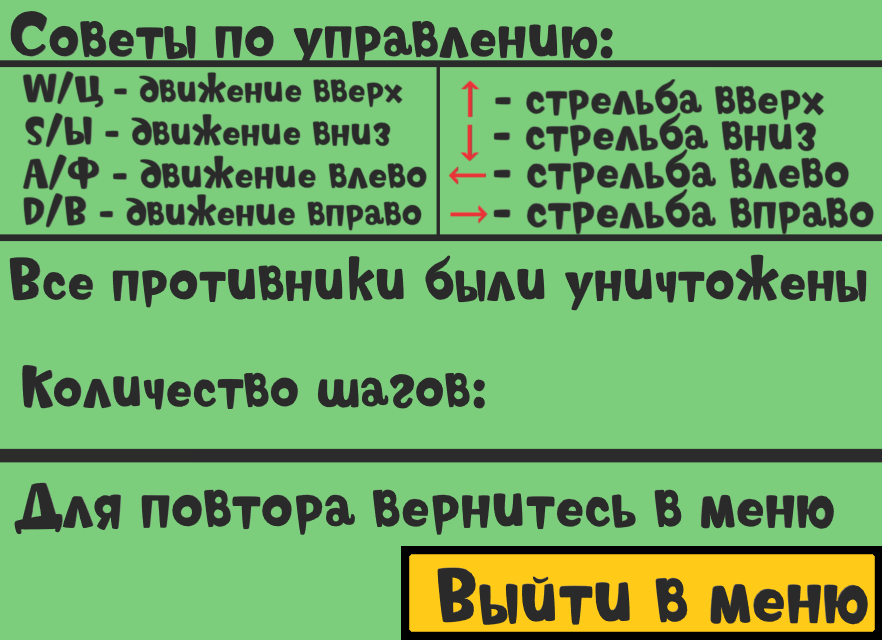 Советы по управлению:
W/Ц - движение вверх
S/Ы - движение вниз
A/Ф - движение влево
D/В - движение вправо
↑ - стрельба вверх
↓ - стрельба вниз
← - стрельба влево
→ - стрельба вправо
Все противники были уничтожены
Количество шагов:
Для повтора вернитесь в меню
Выйти в меню